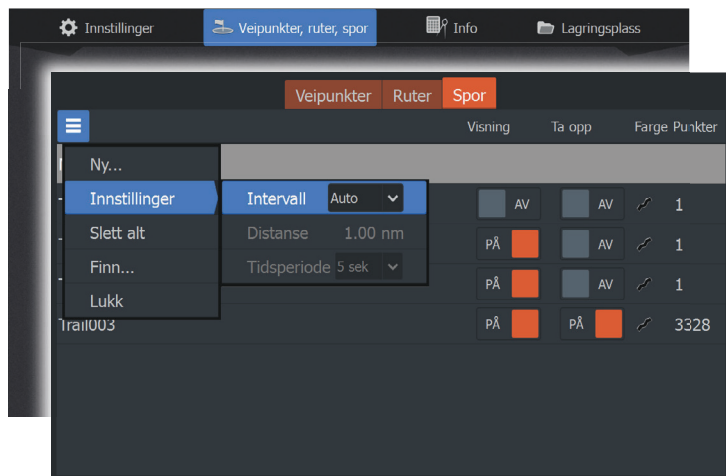 Innstillinger Veipunkter, ruter, spor Info Lagringsplass
Veipunkter Ruter Spor
Visning Ta opp Farge Punkter
Ny...
Innstillinger Intervall Auto AV AV 1
Slett alt Distanse 1.00 nm PÅ AV 1
Finn... Tidsperiode 5 sek PÅ AV 1
Lukk
Trail003 PÅ PÅ 3328